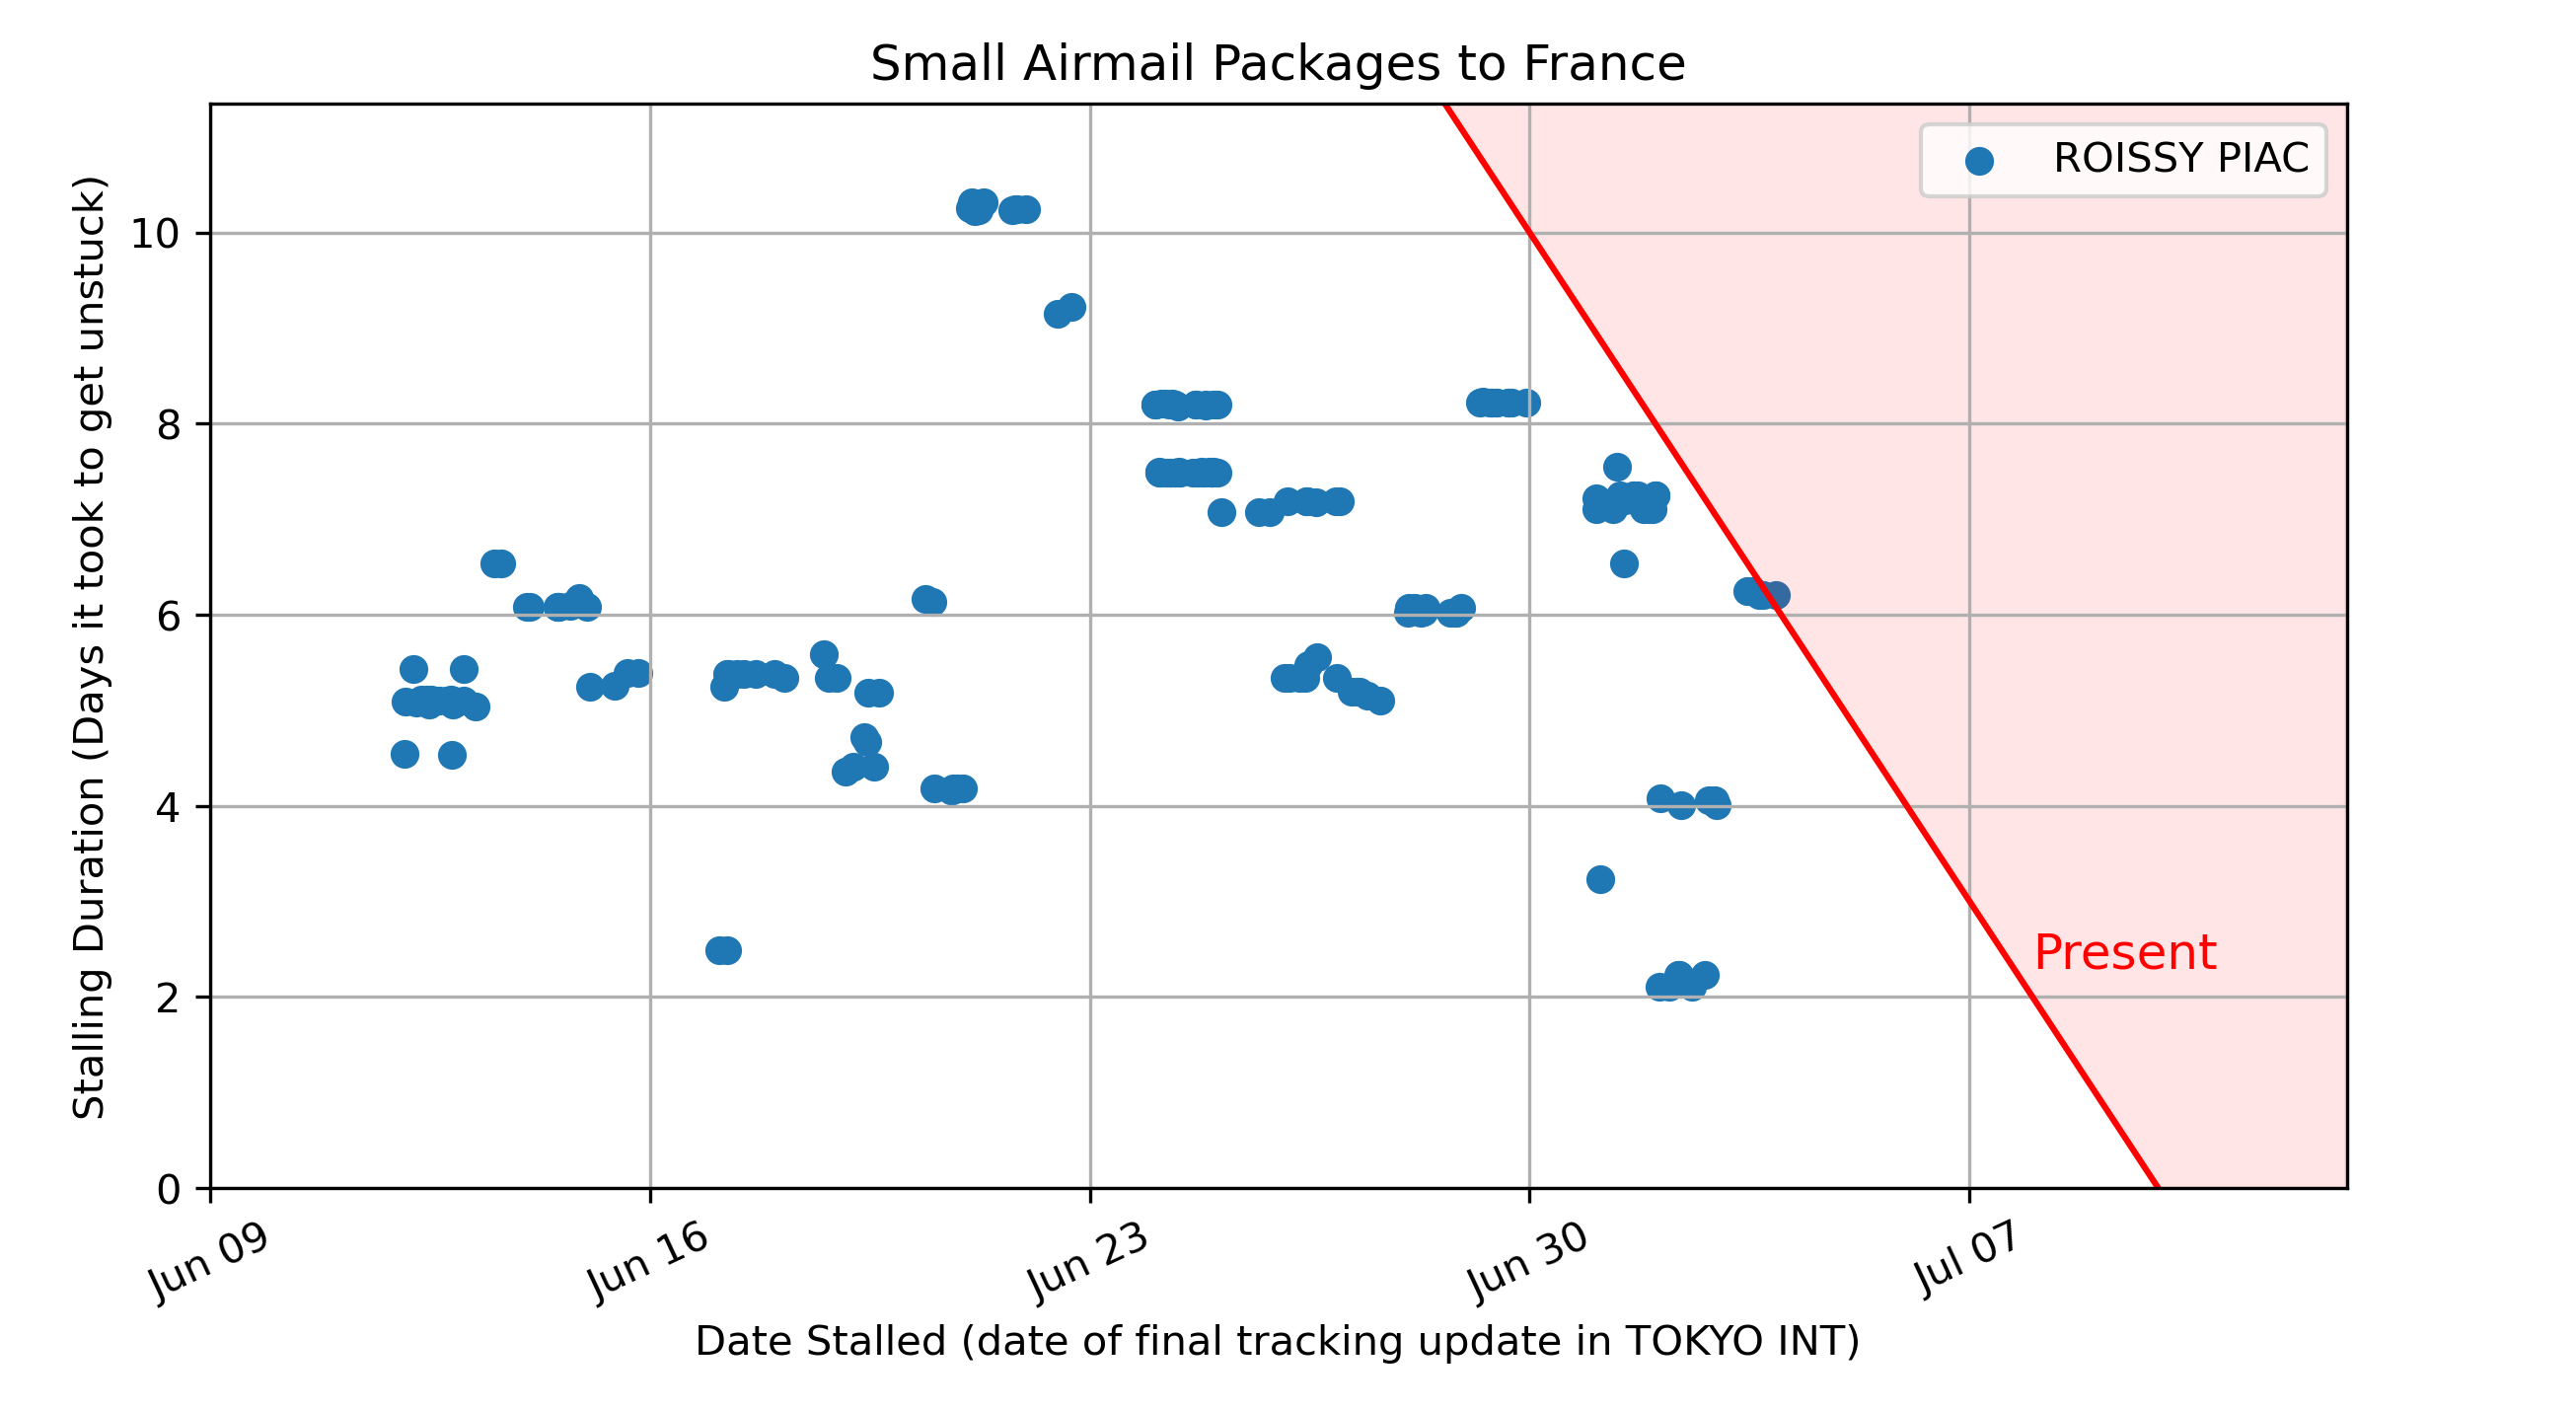 Small Airmail Packages to France
ROISSY PIAC
Stalling Duration (Days it took to get unstuck)
10
8
6
4
2
0
Present
Jun 09
Jun 16
Jun 23
Jun 30
Jul 07
Date Stalled (date of final tracking update in TOKYO INT)